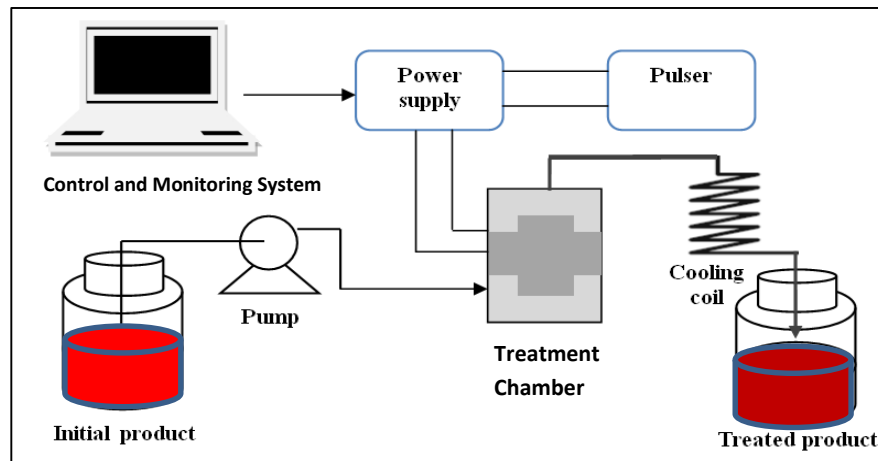 Power
supply
Pulser
Control and Monitoring System
Pump
Cooling
coil
Treatment
Chamber
Initial product
Treated product